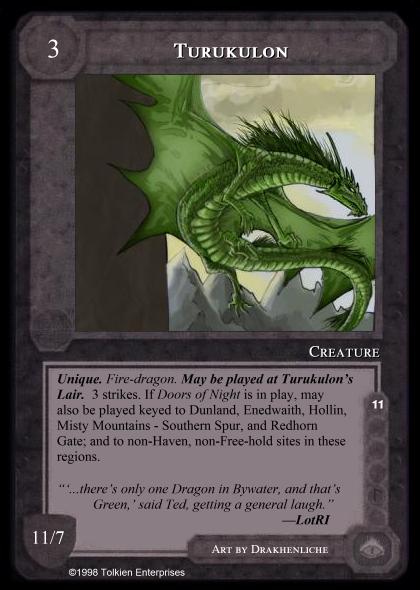 3
TURUKULON
CREATURE
Unique. Fire-dragon. May be played at Turukulon's
Lair. 3 strikes. If Doors of Night is in play, may
also be played keyed to Dunland, Enedwaith, Hollin,
Misty Mountains - Southern Spur, and Redhorn
Gate; and to non-Haven, non-Free-hold sites in these
regions.
11
“‘...there's only one Dragon in Bywater, and that's
Green,’ said Ted, getting a general laugh.”
—LotRI
11/7
ART BY DRAKHENLICHE
©1998 Tolkien Enterprises